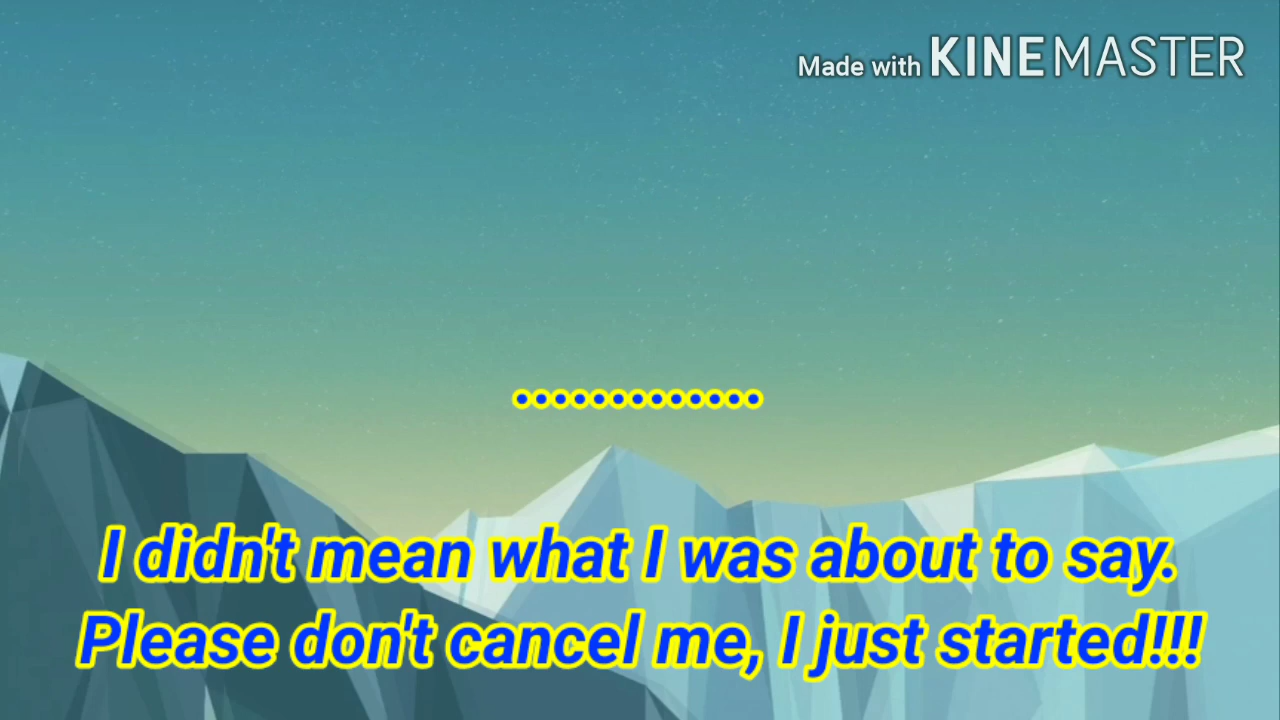 Made with KINEMASTER
.............
I didn't mean what I was about to say.
Please don't cancel me, I just started!!!